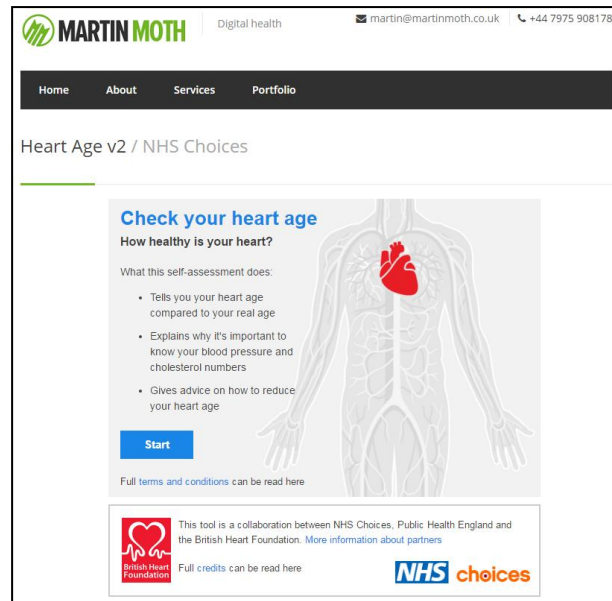 MARTIN MOTH
Digital health
martin@martinmoth.co.uk
+44 7975 908178
Home About Services Portfolio
Heart Age v2 / NHS Choices
Check your heart age
How healthy is your heart?
What this self-assessment does:
• Tells you your heart age
compared to your real age
• Explains why it's important to
know your blood pressure and
cholesterol numbers
• Gives advice on how to reduce
your heart age
Start
Full terms and conditions can be read here
This tool is a collaboration between NHS Choices, Public Health England and
the British Heart Foundation. More information about partners
British Heart
Foundation
Full credits can be read here
NHS choices